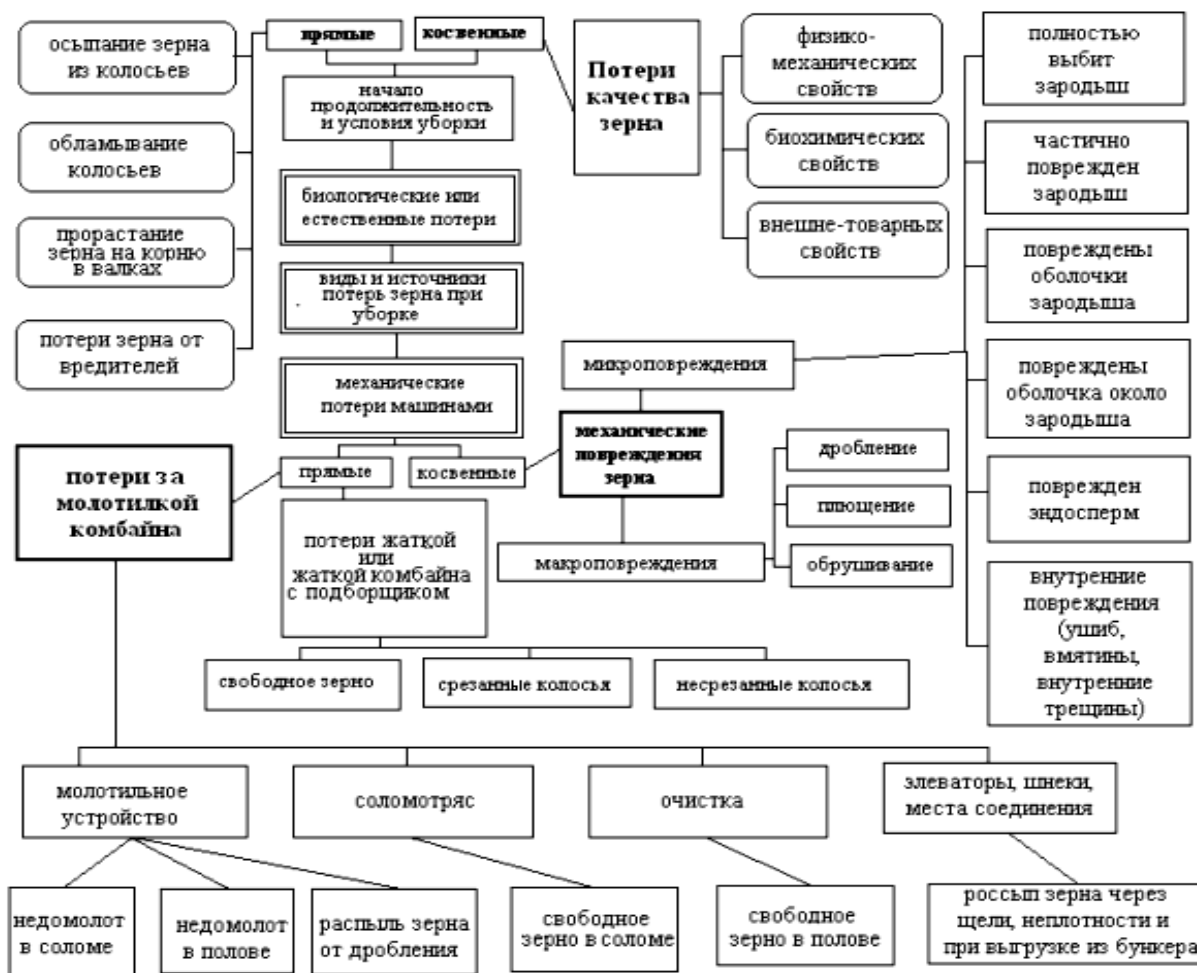 осыпание зерна
из колосьев
обламывание
колосьев
прорастание
зерна на корню
в валках
потери зерна от
вредителей
прямые
косвенные
начало
продолжительность
и условия уборки
биологические или
естественные потери
виды и источники
потерь зерна при
уборке
механические
потери машинами
прямые
косвенные
Потери
качества
зерна
физико-
механических
свойств
биохимических
свойств
внешне-товарных
свойств
полностью
выбит
зародыш
частично
поврежден
зародыш
повреждены
оболочки
зародыша
повреждены
оболочка около
зародыша
поврежден
эндосперм
внутренние
повреждения
(ушиб,
вмятины,
внутренние
трещины)
микроповреждения
механические
повреждения
зерна
макроповреждения
дробление
плющение
обрушивание
потери за
молотилкой
комбайна
потери жаткой
или
жаткой комбайна
с подборщиком
свободное зерно
срезанные колосья
несрезанные колосья
молотильное
устройство
соломотряс
очистка
элеваторы, шнеки,
места соединения
недомолот
в соломе
недомолот
в полове
распыль зерна
от дробления
свободное
зерно в соломе
свободное
зерно в полове
россып зерна через
щели, неплотности и
при выгрузке из бункера